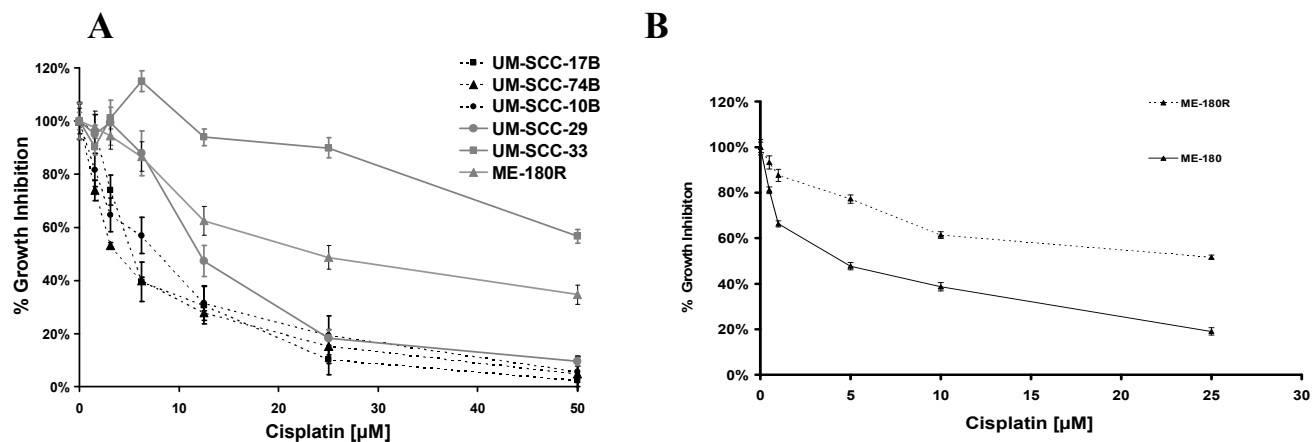 A
120%
100%
80%
60%
40%
20%
0%
% Growth Inhibition
0 10 20 30 40 50
Cisplatin [µM]
UM-SCC-17B
UM-SCC-74B
UM-SCC-10B
UM-SCC-29
UM-SCC-33
ME-180R
B
120%
100%
80%
60%
40%
20%
0%
% Growth Inhibiton
0 5 10 15 20 25 30
Cisplatin [µM]
ME-180R
ME-180